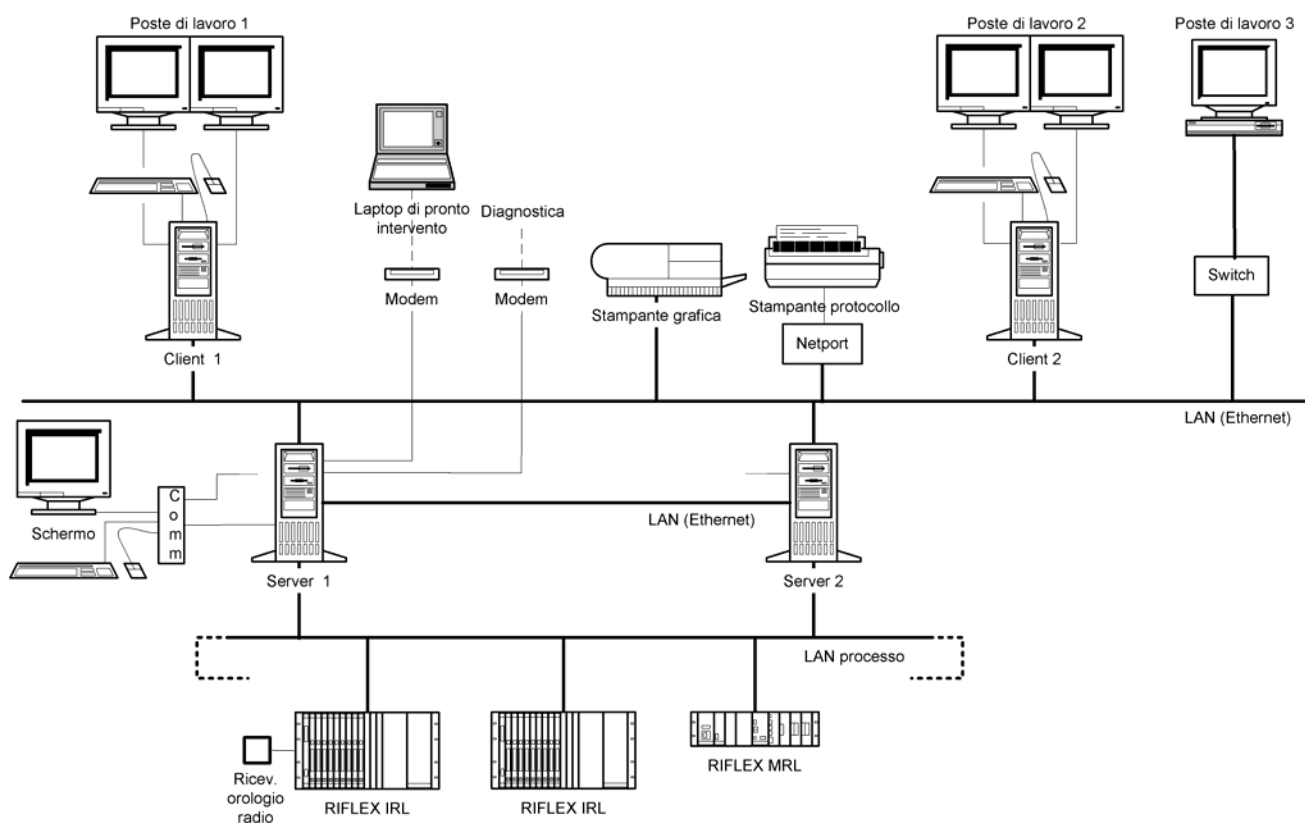 Poste di lavoro 1
Poste di lavoro 2
Poste di lavoro 3
Laptop di pronto
intervento
Diagnostica
Modem
Modem
Stampante grafica
Stampante protocollo
Netport
Switch
Client 1
Client 2
LAN (Ethernet)
Schermo
Comm
LAN (Ethernet)
Server 1
Server 2
LAN processo
Ricev.
orologio
radio
RIFLEX IRL
RIFLEX IRL
RIFLEX MRL